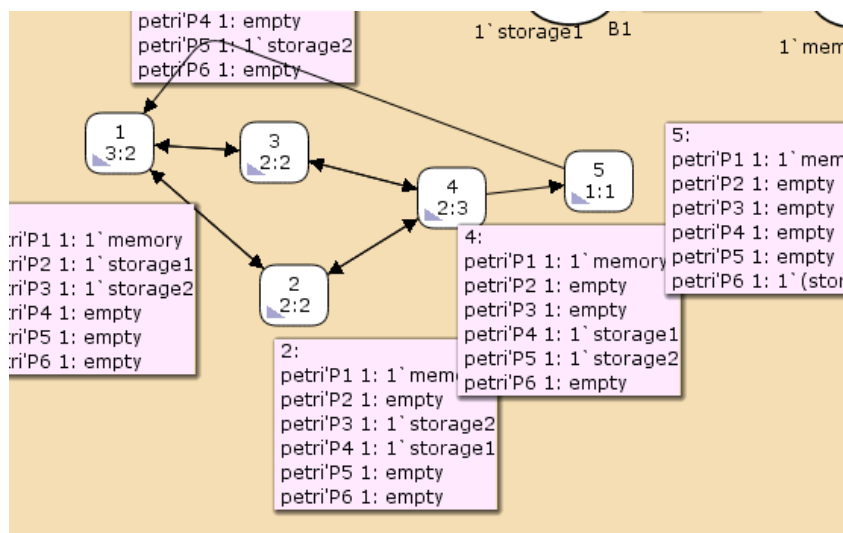 petri'P4 1: empty
petri'P5 1: 1`storage2
petri'P6 1: empty
1`storage1 B1
1`mem
1
3:2
3
2:2
4
2:3
5
1:1
2
2:2
tri'P1 1: 1`memory
tri'P2 1: 1`storage1
tri'P3 1: 1`storage2
tri'P4 1: empty
tri'P5 1: empty
tri'P6 1: empty
2:
petri'P1 1: 1`mem
petri'P2 1: empty
petri'P3 1: 1`storage2
petri'P4 1: 1`storage1
petri'P5 1: empty
petri'P6 1: empty
4:
petri'P1 1: 1`memory
petri'P2 1: empty
petri'P3 1: empty
petri'P4 1: 1`storage1
petri'P5 1: 1`storage2
petri'P6 1: empty
5:
petri'P1 1: 1`mem
petri'P2 1: empty
petri'P3 1: empty
petri'P4 1: empty
petri'P5 1: empty
petri'P6 1: 1`(stor